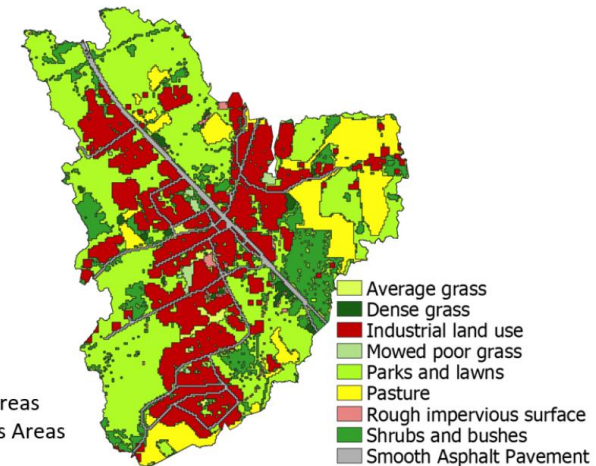 Average grass
Dense grass
Industrial land use
Mowed poor grass
Parks and lawns
Pasture
Rough impervious surface
Shrubs and bushes
Smooth Asphalt Pavement
reas
s Areas